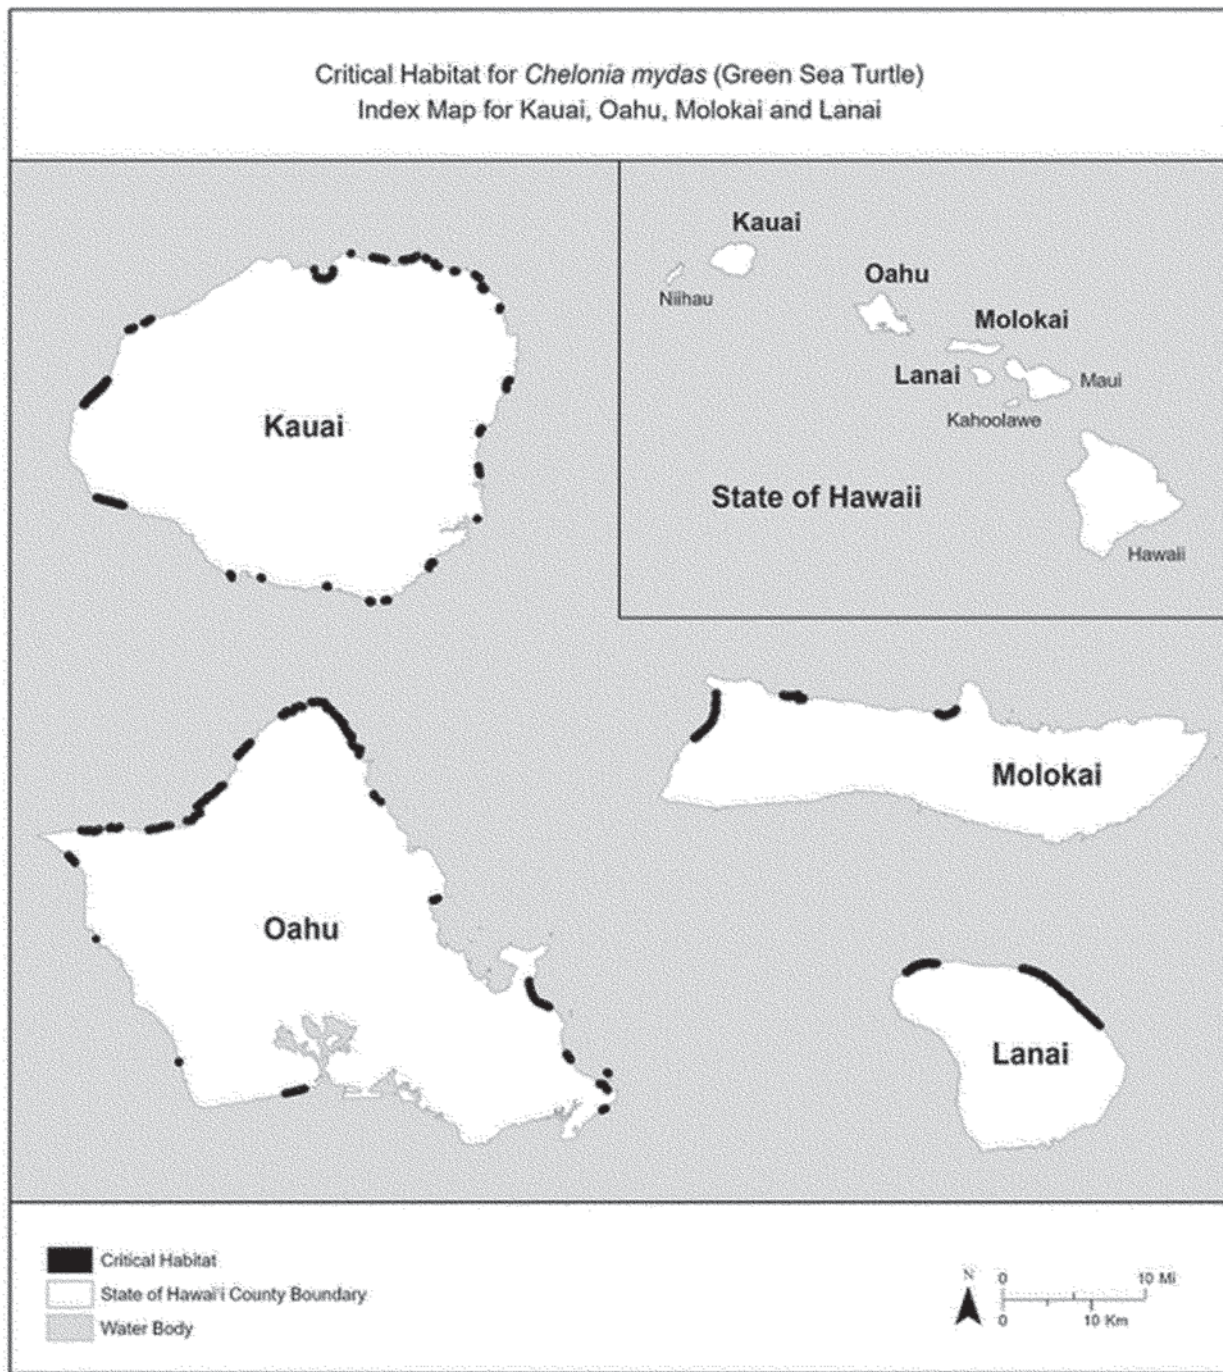 Critical Habitat for Chelonia mydas (Green Sea Turtle)
Index Map for Kauai, Oahu, Molokai and Lanai
Kauai
Oahu
Niihau
Molokai
Lanai
Maui
Kahoolawe
State of Hawaii
Hawaii
Kauai
Molokai
Oahu
Lanai
Critical Habitat
State of Hawai'i County Boundary
Water Body
N
0 10 Mi
0 10 Km